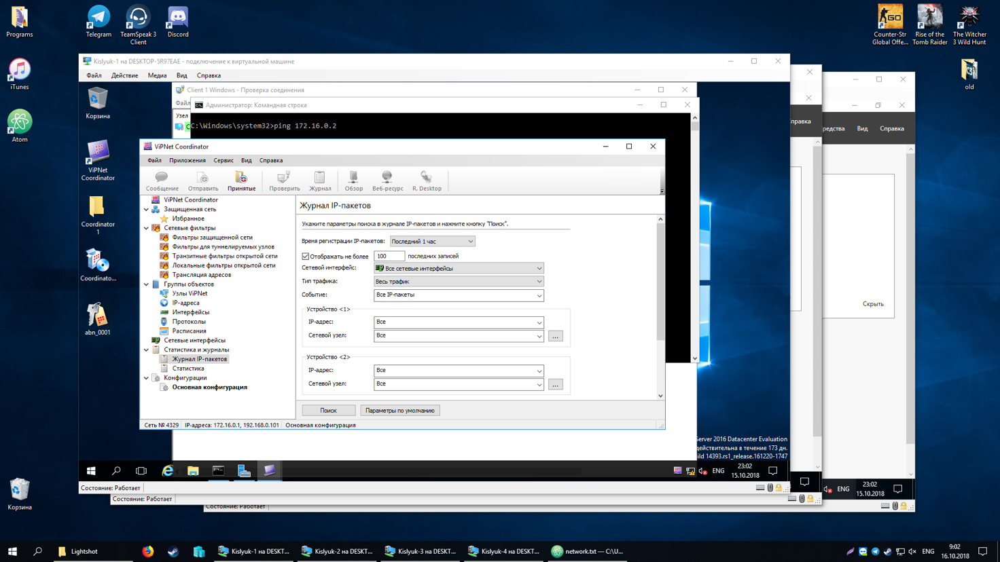 Programs
Telegram
TeamSpeak 3
Client
Discord
Counter-Str
Global Offe...
Rise of the
Tomb Raider
The Witcher
3 Wild Hunt
iTunes
Atom
old
Корзина
Kislyuk-1 на DESKTOP-5R97EAE - подключение к виртуальной машине
Файл Действие Медиа Вид Справка
Корзина
ViPNet
Coordinator
Coordinator
1
Coordinato...
abn_0001
Client 1 Windows - Проверка соединения
Узел
Администратор: Командная строка
C:\Windows\system32>ping 172.16.0.2
ViPNet Coordinator
Файл Приложения Сервис Вид Справка
Сообщение Отправить Принятые Проверить Журнал Обзор Веб-ресурс R. Desktop
ViPNet Coordinator
Защищенная сеть
Избранное
Сетевые фильтры
Фильтры защищенной сети
Фильтры для туннелируемых узлов
Транзитные фильтры открытой сети
Локальные фильтры открытой сети
Трансляция адресов
Группы объектов
Узлы ViPNet
IP-адреса
Интерфейсы
Протоколы
Расписания
Сетевые интерфейсы
Статистика и журналы
Журнал IP-пакетов
Статистика
Конфигурации
Основная конфигурация
Журнал IP-пакетов
Укажите параметры поиска в журнале IP-пакетов и нажмите кнопку "Поиск".
Время регистрации IP-пакетов: Последний 1 час
Отображать не более 100 последних записей
Сетевой интерфейс: Все сетевые интерфейсы
Тип трафика: Весь трафик
Событие: Все IP-пакеты
Устройство <1>
IP-адрес: Все
Сетевой узел: Все ...
Устройство <2>
IP-адрес: Все
Сетевой узел: Все ...
Поиск Параметры по умолчанию
Сеть № 4329 IP-адреса: 172.16.0.1, 192.168.0.101 Основная конфигурация
Server 2016 Datacenter Evaluation
действительна в течение 173 дн.
ild 14393.rs1_release.161220-1747
ENG 23:02
15.10.2018
Состояние: Работает
Состояние: Работает
Состояние: Работает
правка
редства Вид Справка
Скрыть
ENG 23:02
15.10.2018
Lightshot
Kislyuk-1 на DESKT...
Kislyuk-2 на DESKT...
Kislyuk-3 на DESKT...
Kislyuk-4 на DESKT...
network.txt — C:\U...
ENG 9:02
16.10.2018